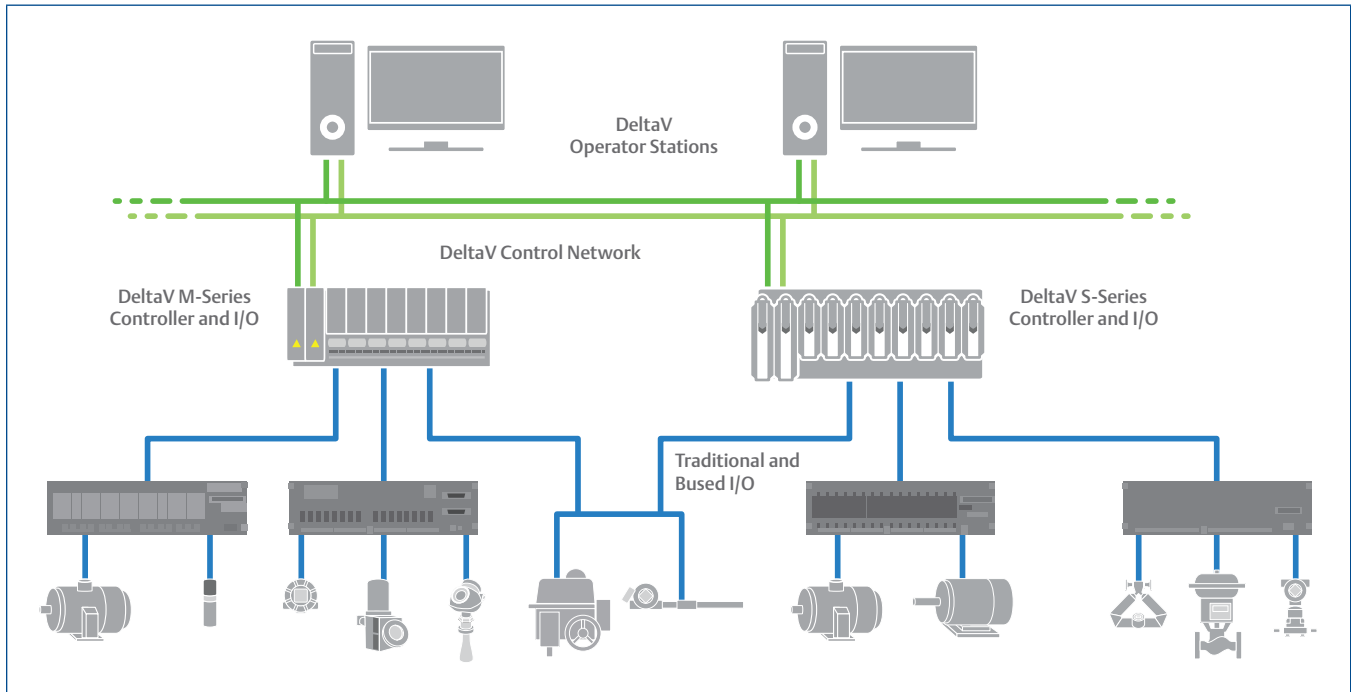 DeltaV
Operator Stations
DeltaV Control Network
DeltaV M-Series
Controller and I/O
DeltaV S-Series
Controller and I/O
Traditional and
Bused I/O